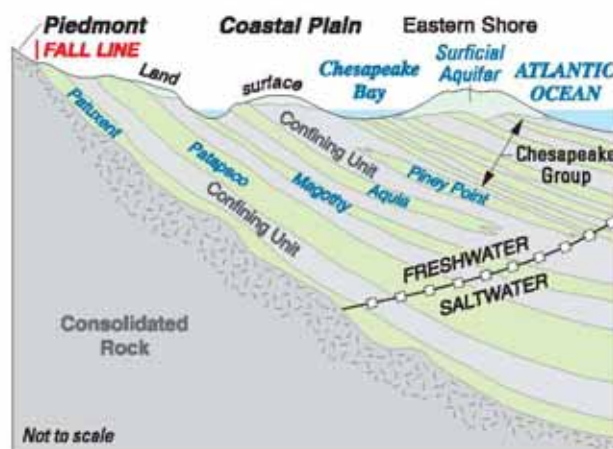 Piedmont
FALL LINE
Coastal Plain
Eastern Shore
Land
surface
Chesapeake
Bay
Surficial
Aquifer
ATLANTIC
OCEAN
Patuxent
Patapsco
Confining Unit
Magothy
Aquia
Confining Unit
Piney Point
Chesapeake
Group
FRESHWATER
SALTWATER
Consolidated
Rock
Not to scale